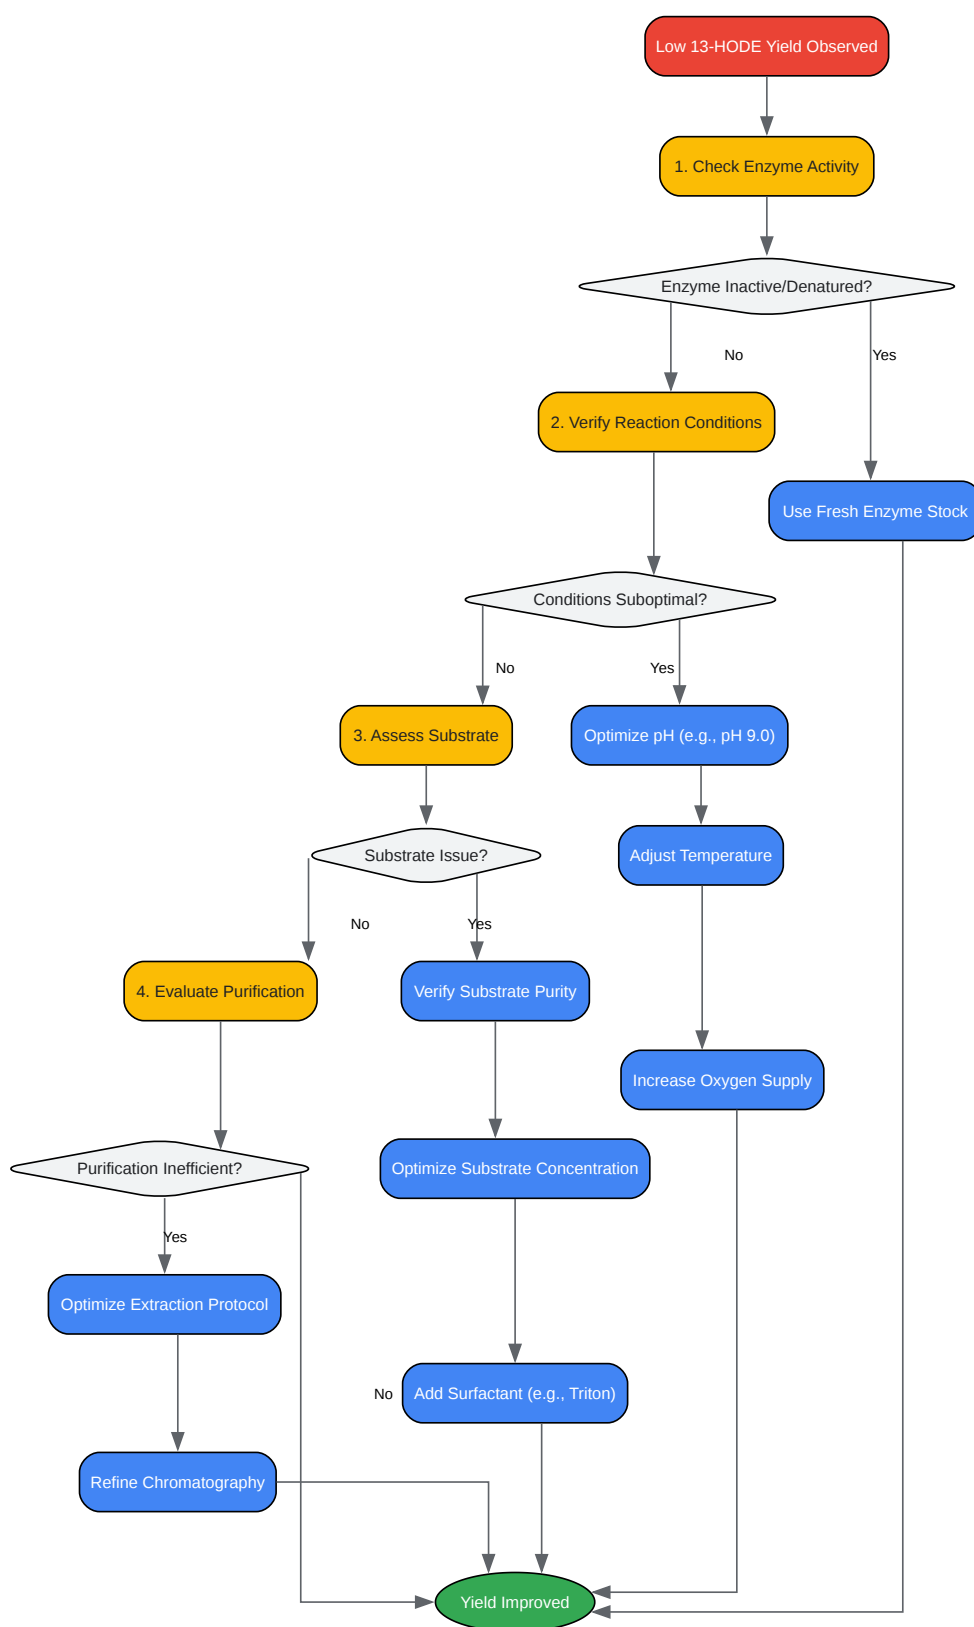 Low 13-HODE Yield Observed
1. Check Enzyme Activity
Enzyme Inactive/Denatured?
No
Yes
2. Verify Reaction Conditions
Use Fresh Enzyme Stock
Conditions Suboptimal?
No
Yes
3. Assess Substrate
Optimize pH (e.g., pH 9.0)
Substrate Issue?
Adjust Temperature
No
Yes
4. Evaluate Purification
Verify Substrate Purity
Increase Oxygen Supply
Purification Inefficient?
Optimize Substrate Concentration
Yes
Optimize Extraction Protocol
No
Add Surfactant (e.g., Triton)
Refine Chromatography
Yield Improved